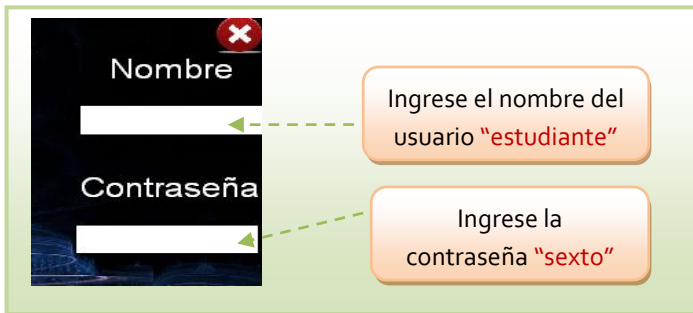 Nombre
Ingrese el nombre del
usuario “estudiante”
Contraseña
Ingrese la
contraseña “sexto”